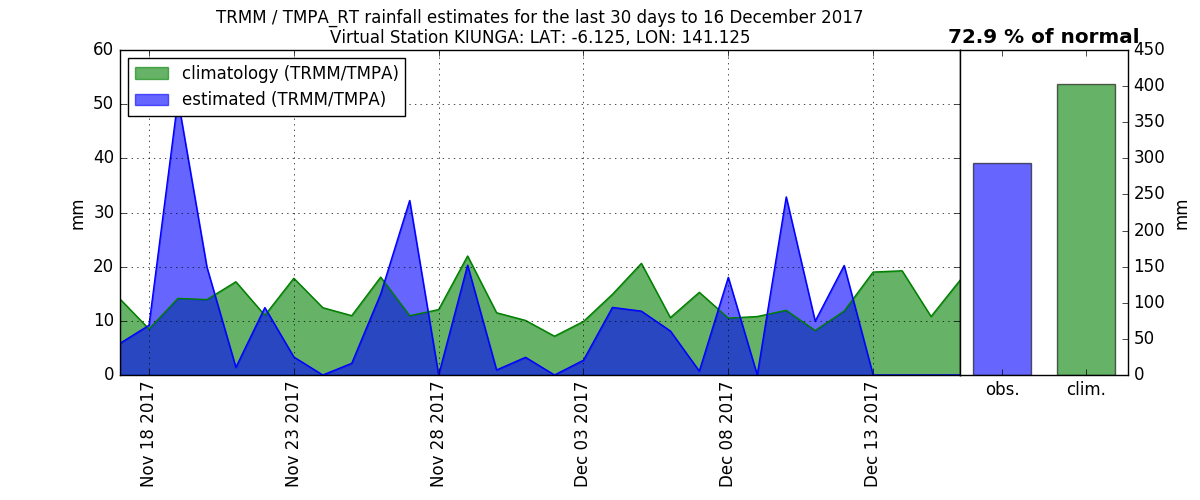 TRMM / TMPA_RT rainfall estimates for the last 30 days to 16 December 2017
Virtual Station KIUNGA: LAT: -6.125, LON: 141.125
72.9 % of normal
climatology (TRMM/TMPA)
estimated (TRMM/TMPA)
60
50
40
30
20
10
0
mm
Nov 18 2017
Nov 23 2017
Nov 28 2017
Dec 03 2017
Dec 08 2017
Dec 13 2017
450
400
350
300
250
200
150
100
50
0
mm
obs.
clim.